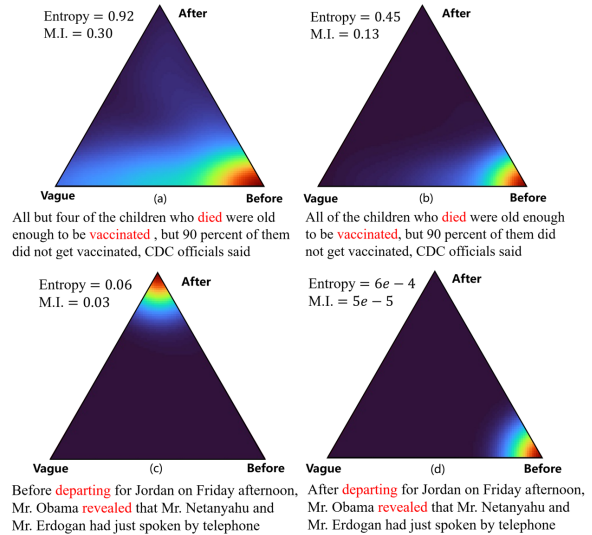 Entropy = 0.92
M.I. = 0.30
After
Vague
(a)
Before
All but four of the children who died were old
enough to be vaccinated , but 90 percent of them
did not get vaccinated, CDC officials said
Entropy = 0.45
M.I. = 0.13
After
Vague
(b)
Before
All of the children who died were old enough
to be vaccinated, but 90 percent of them did
not get vaccinated, CDC officials said
Entropy = 0.06
M.I. = 0.03
After
Vague
(c)
Before
Before departing for Jordan on Friday afternoon,
Mr. Obama revealed that Mr. Netanyahu and
Mr. Erdogan had just spoken by telephone
Entropy = 6e − 4
M.I. = 5e − 5
After
Vague
(d)
Before
After departing for Jordan on Friday afternoon,
Mr. Obama revealed that Mr. Netanyahu and
Mr. Erdogan had just spoken by telephone